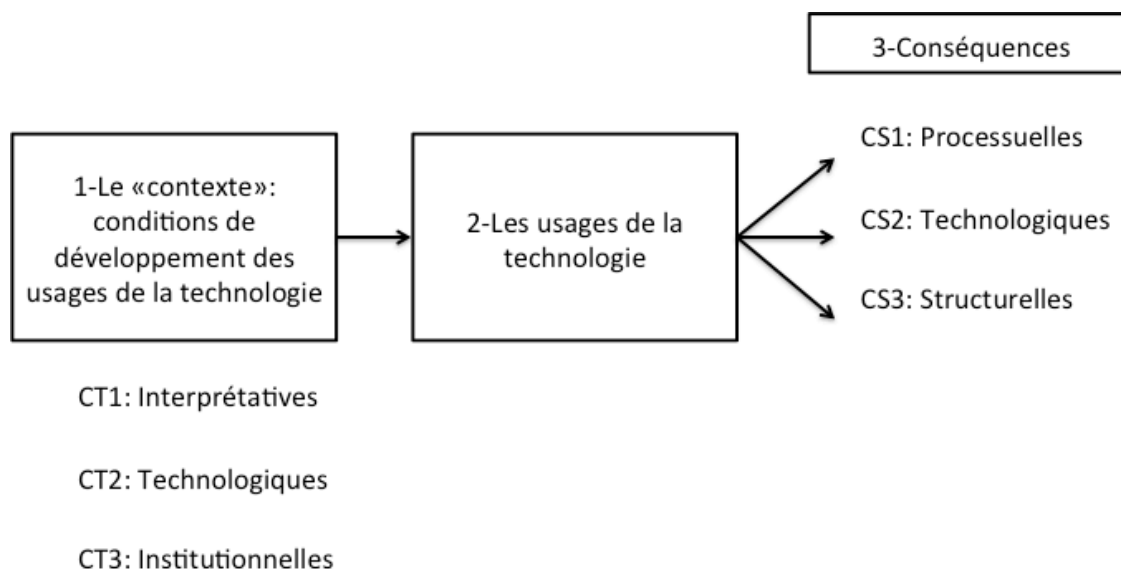 3-Conséquences
1-Le «contexte»:
conditions de
développement des
usages de la technologie
2-Les usages de la
technologie
CS1: Processuelles
CS2: Technologiques
CS3: Structurelles
CT1: Interprétatives
CT2: Technologiques
CT3: Institutionnelles